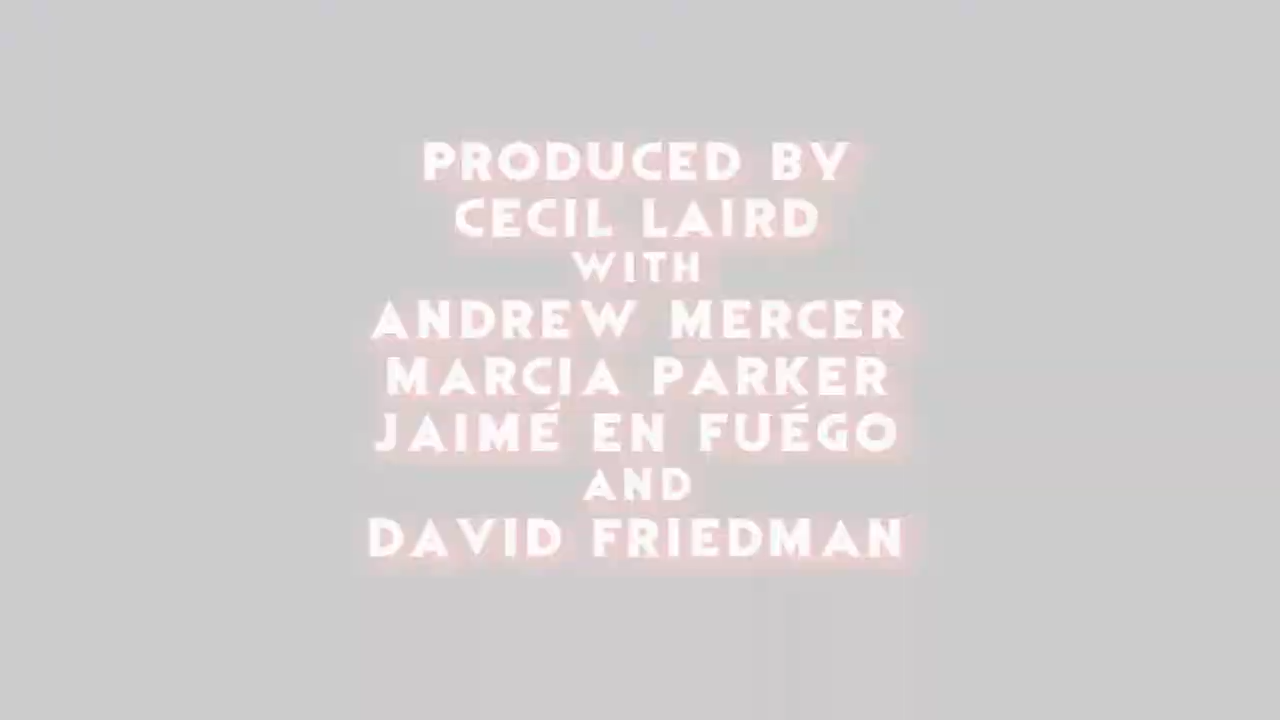 PRODUCED BY
CECIL LAIRD
WITH
ANDREW MERCER
MARCIA PARKER
JAIMÉ EN FUÉGO
AND
DAVID FRIEDMAN